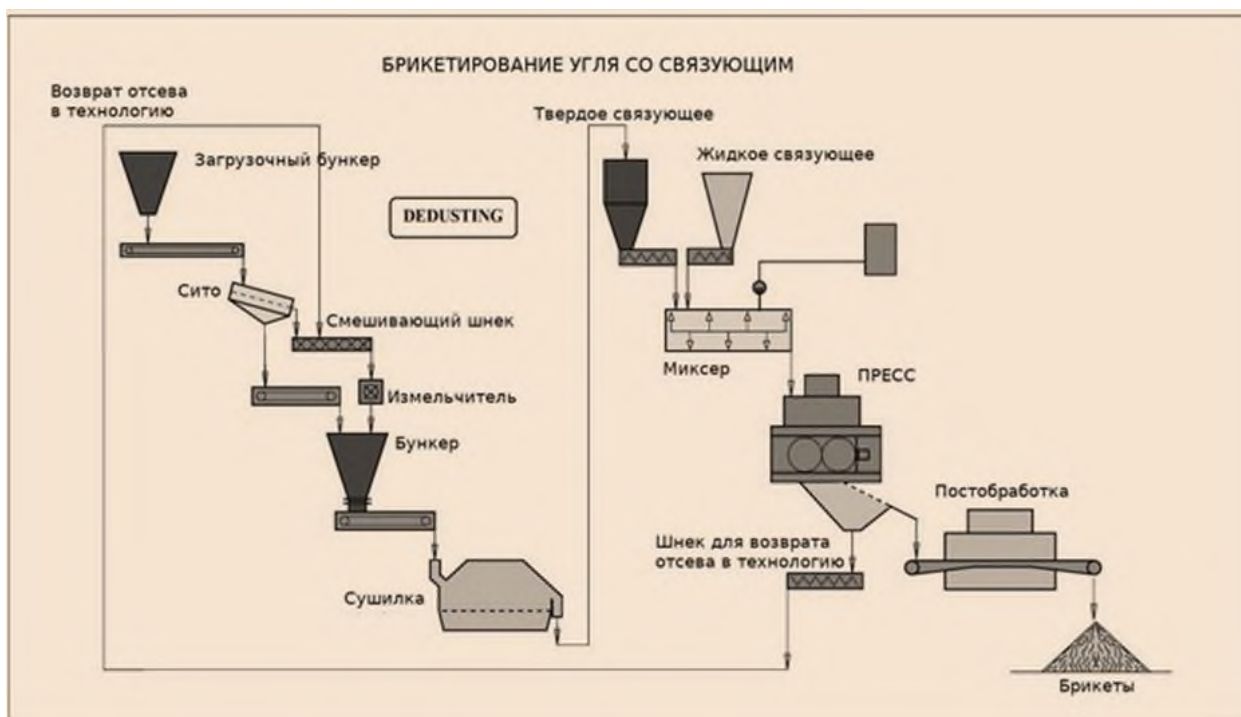 БРИКЕТИРОВАНИЕ УГЛЯ СО СВЯЗУЮЩИМ
Возврат отсева
в технологию
Загрузочный бункер
Твердое связующее
Жидкое связующее
DEDUSTING
Сито
Смешивающий шнек
Измельчитель
Бункер
Сушилка
Миксер
ПРЕСС
Постобработка
Шнек для возврата
отсева в технологию
Брикеты